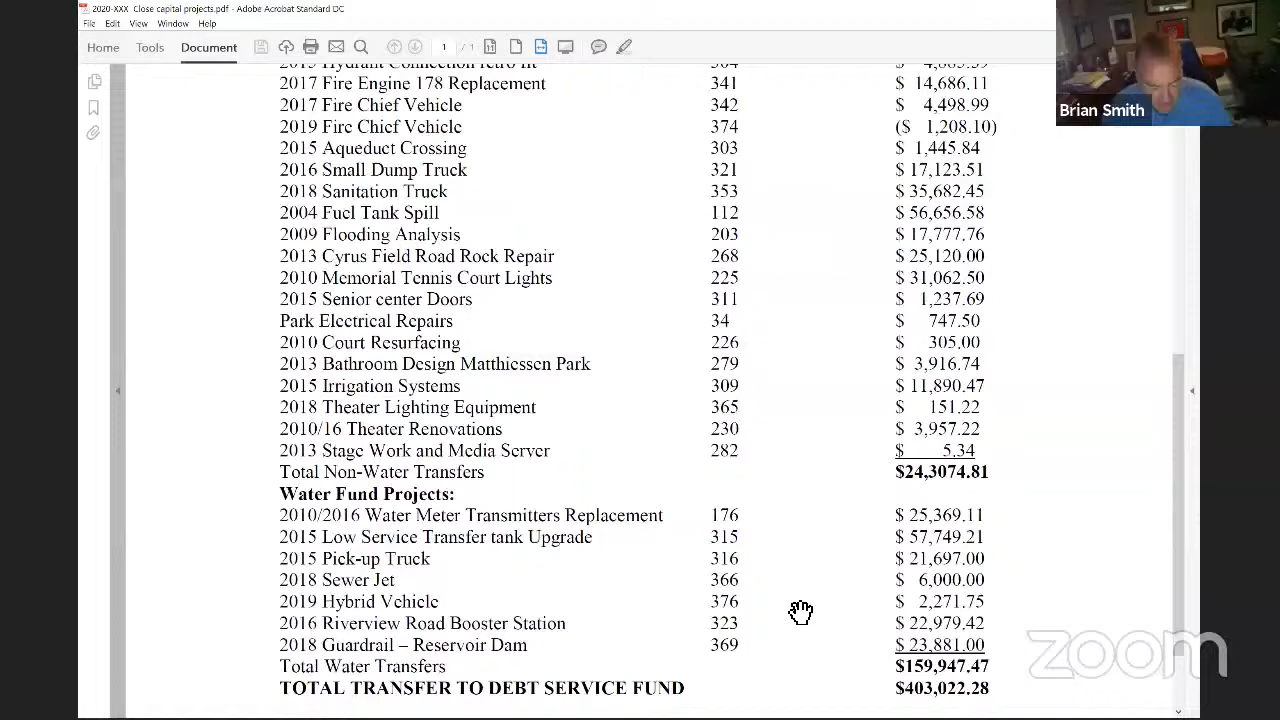 2020-XXX Close capital projects.pdf - Adobe Acrobat Standard DC
File Edit View Window Help
Home Tools Document 1 / 1
2015 Hydrant Connection retro fit 304
2017 Fire Engine 178 Replacement 341 $ 14,686.11
2017 Fire Chief Vehicle 342 $ 4,498.99
2019 Fire Chief Vehicle 374 ($ 1,208.10)
2015 Aqueduct Crossing 303 $ 1,445.84
2016 Small Dump Truck 321 $ 17,123.51
2018 Sanitation Truck 353 $ 35,682.45
2004 Fuel Tank Spill 112 $ 56,656.58
2009 Flooding Analysis 203 $ 17,777.76
2013 Cyrus Field Road Rock Repair 268 $ 25,120.00
2010 Memorial Tennis Court Lights 225 $ 31,062.50
2015 Senior center Doors 311 $ 1,237.69
Park Electrical Repairs 34 $ 747.50
2010 Court Resurfacing 226 $ 305.00
2013 Bathroom Design Matthiessen Park 279 $ 3,916.74
2015 Irrigation Systems 309 $ 11,890.47
2018 Theater Lighting Equipment 365 $ 151.22
2010/16 Theater Renovations 230 $ 3,957.22
2013 Stage Work and Media Server 282 $ 5.34
Total Non-Water Transfers $24,3074.81
Water Fund Projects:
2010/2016 Water Meter Transmitters Replacement 176 $ 25,369.11
2015 Low Service Transfer tank Upgrade 315 $ 57,749.21
2015 Pick-up Truck 316 $ 21,697.00
2018 Sewer Jet 366 $ 6,000.00
2019 Hybrid Vehicle 376 $ 2,271.75
2016 Riverview Road Booster Station 323 $ 22,979.42
2018 Guardrail – Reservoir Dam 369 $ 23,881.00
Total Water Transfers $159,947.47
TOTAL TRANSFER TO DEBT SERVICE FUND $403,022.28
Brian Smith
zoom